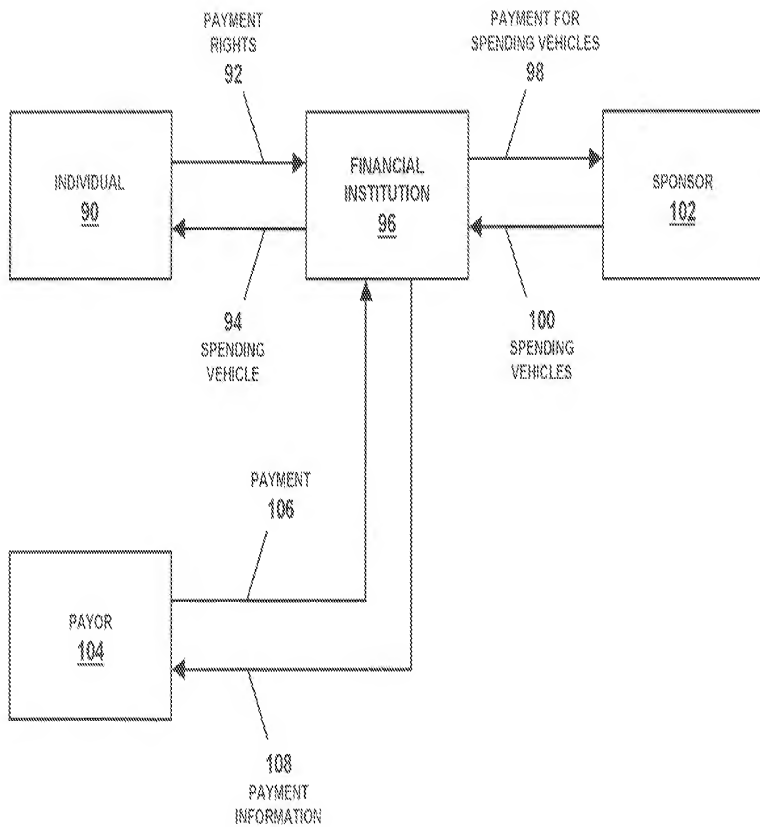 PAYMENT
RIGHTS
92
PAYMENT FOR
SPENDING VEHICLES
98
INDIVIDUAL
90
FINANCIAL
INSTITUTION
96
SPONSOR
102
94
SPENDING
VEHICLE
100
SPENDING
VEHICLES
PAYMENT
106
PAYOR
104
108
PAYMENT
INFORMATION